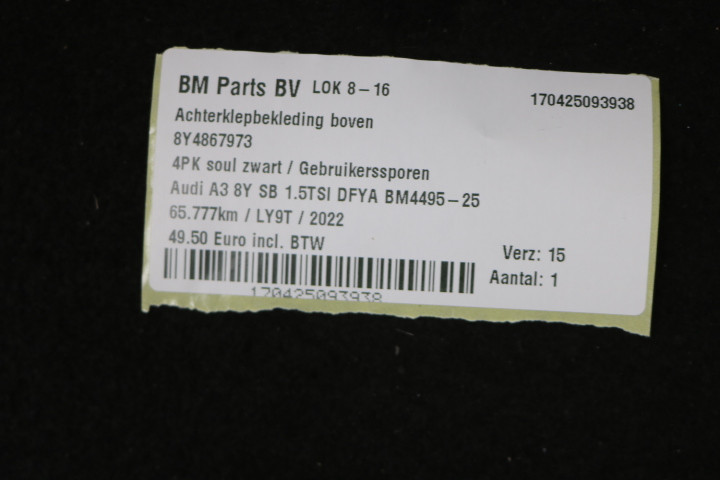 BM Parts BV LOK 8-16
170425093938
Achterklepbekleding boven
8Y4867973
4PK soul zwart / Gebruikerssporen
Audi A3 8Y SB 1.5TSI DFYA BM4495-25
65.777km / LY9T / 2022
49.50 Euro incl. BTW
Verz: 15
Aantal: 1
170425093938